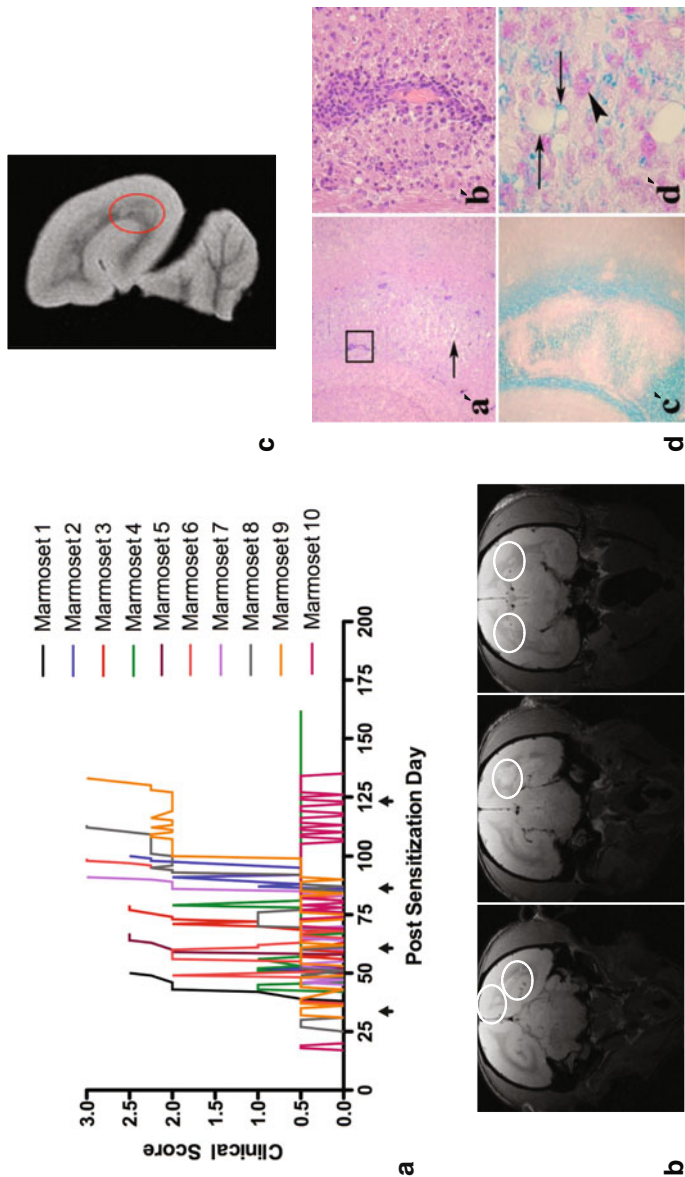 Clinical Score
3.0
2.5
2.0
1.5
1.0
0.5
0.0
0
25
50
75
100
125
150
175
200
Post Sensitization Day
Marmoset 1
Marmoset 2
Marmoset 3
Marmoset 4
Marmoset 5
Marmoset 6
Marmoset 7
Marmoset 8
Marmoset 9
Marmoset 10
a
b
c
d
a´
b´
c´
d´